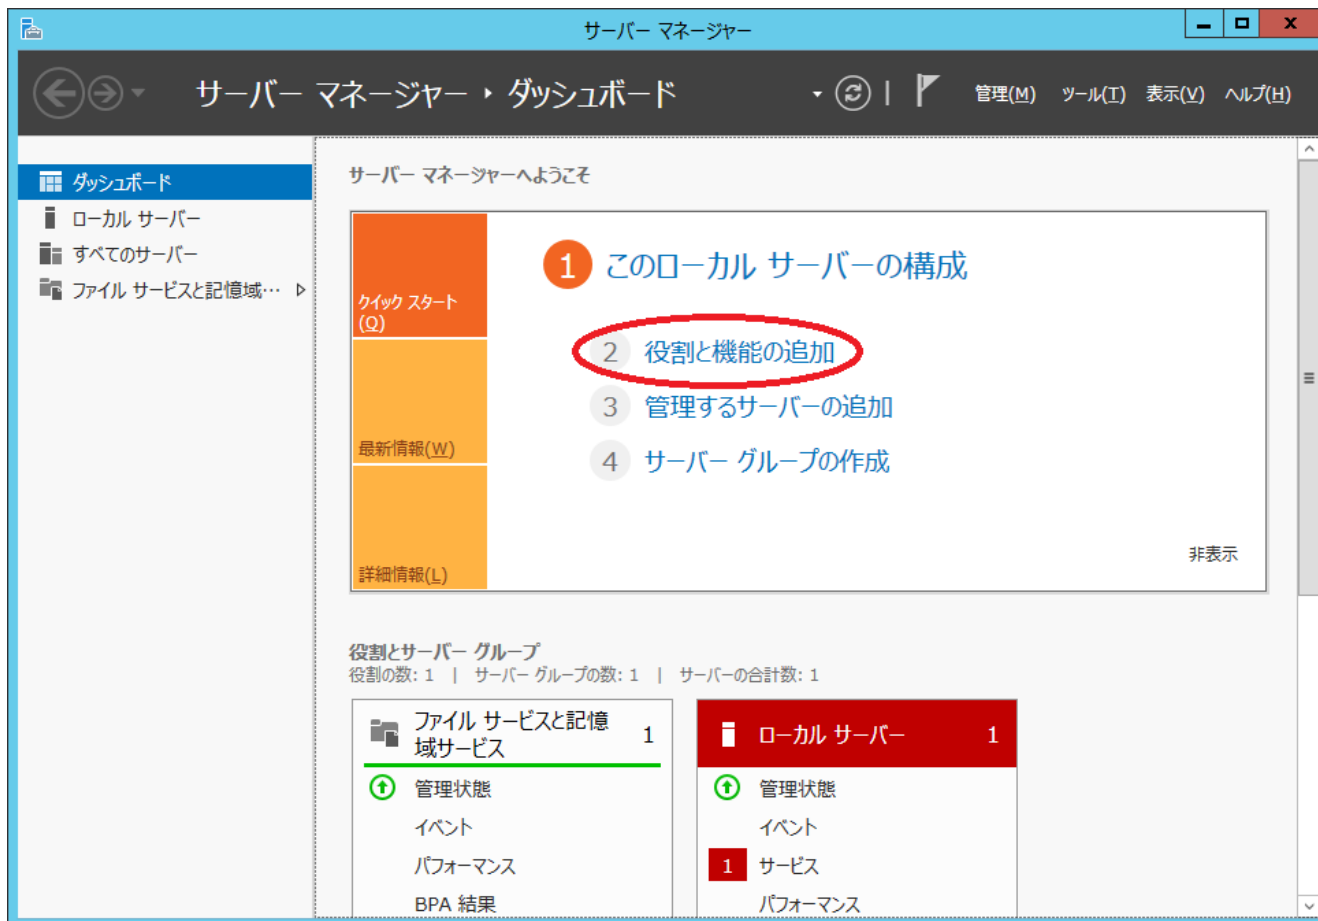 サーバー マネージャー
サーバー マネージャー ‣ ダッシュボード
管理(M) ツール(T) 表示(V) ヘルプ(H)
ダッシュボード
ローカル サーバー
すべてのサーバー
ファイル サービスと記憶域…
サーバー マネージャーへようこそ
クイック スタート
(Q)
最新情報(W)
詳細情報(L)
1 このローカル サーバーの構成
2 役割と機能の追加
3 管理するサーバーの追加
4 サーバー グループの作成
非表示
役割とサーバー グループ
役割の数: 1 | サーバー グループの数: 1 | サーバーの合計数: 1
ファイル サービスと記憶
域サービス
1
管理状態
イベント
パフォーマンス
BPA 結果
ローカル サーバー 1
管理状態
イベント
1 サービス
パフォーマンス